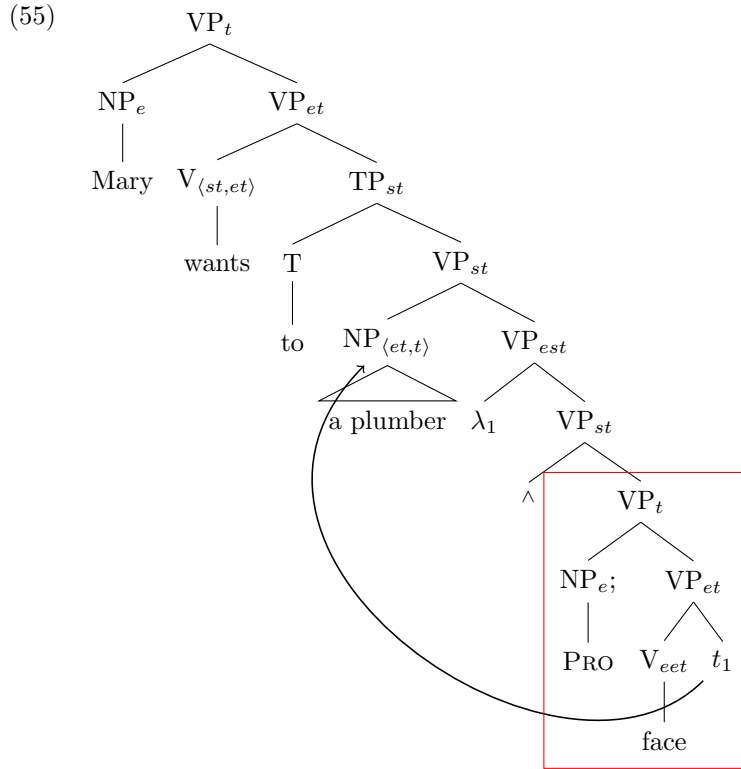 (55)
VP_t
NP_e VP_et
Mary V_⟨st,et⟩ TP_st
wants T VP_st
to NP_⟨et,t⟩ VP_est
a plumber λ_1 VP_st
^ VP_t
NP_e; VP_et
PRO V_eet t_1
face